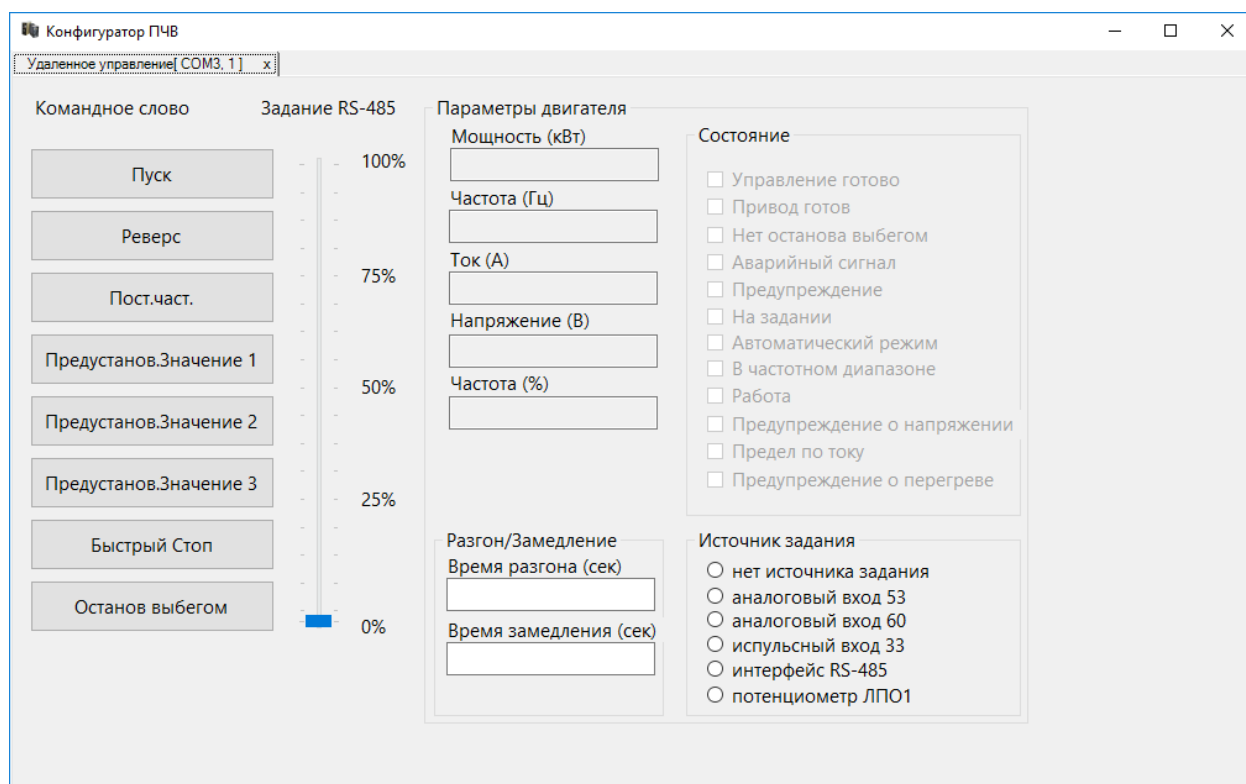 Конфигуратор ПЧВ
Удаленное управление[ COM3, 1 ] x
Командное слово
Пуск
Реверс
Пост.част.
Предустанов.Значение 1
Предустанов.Значение 2
Предустанов.Значение 3
Быстрый Стоп
Останов выбегом
Задание RS-485
100%
75%
50%
25%
0%
Параметры двигателя
Мощность (кВт)
Частота (Гц)
Ток (А)
Напряжение (В)
Частота (%)
Состояние
Управление готово
Привод готов
Нет останова выбегом
Аварийный сигнал
Предупреждение
На задании
Автоматический режим
В частотном диапазоне
Работа
Предупреждение о напряжении
Предел по току
Предупреждение о перегреве
Разгон/Замедление
Время разгона (сек)
Время замедления (сек)
Источник задания
нет источника задания
аналоговый вход 53
аналоговый вход 60
испульсный вход 33
интерфейс RS-485
потенциометр ЛПО1